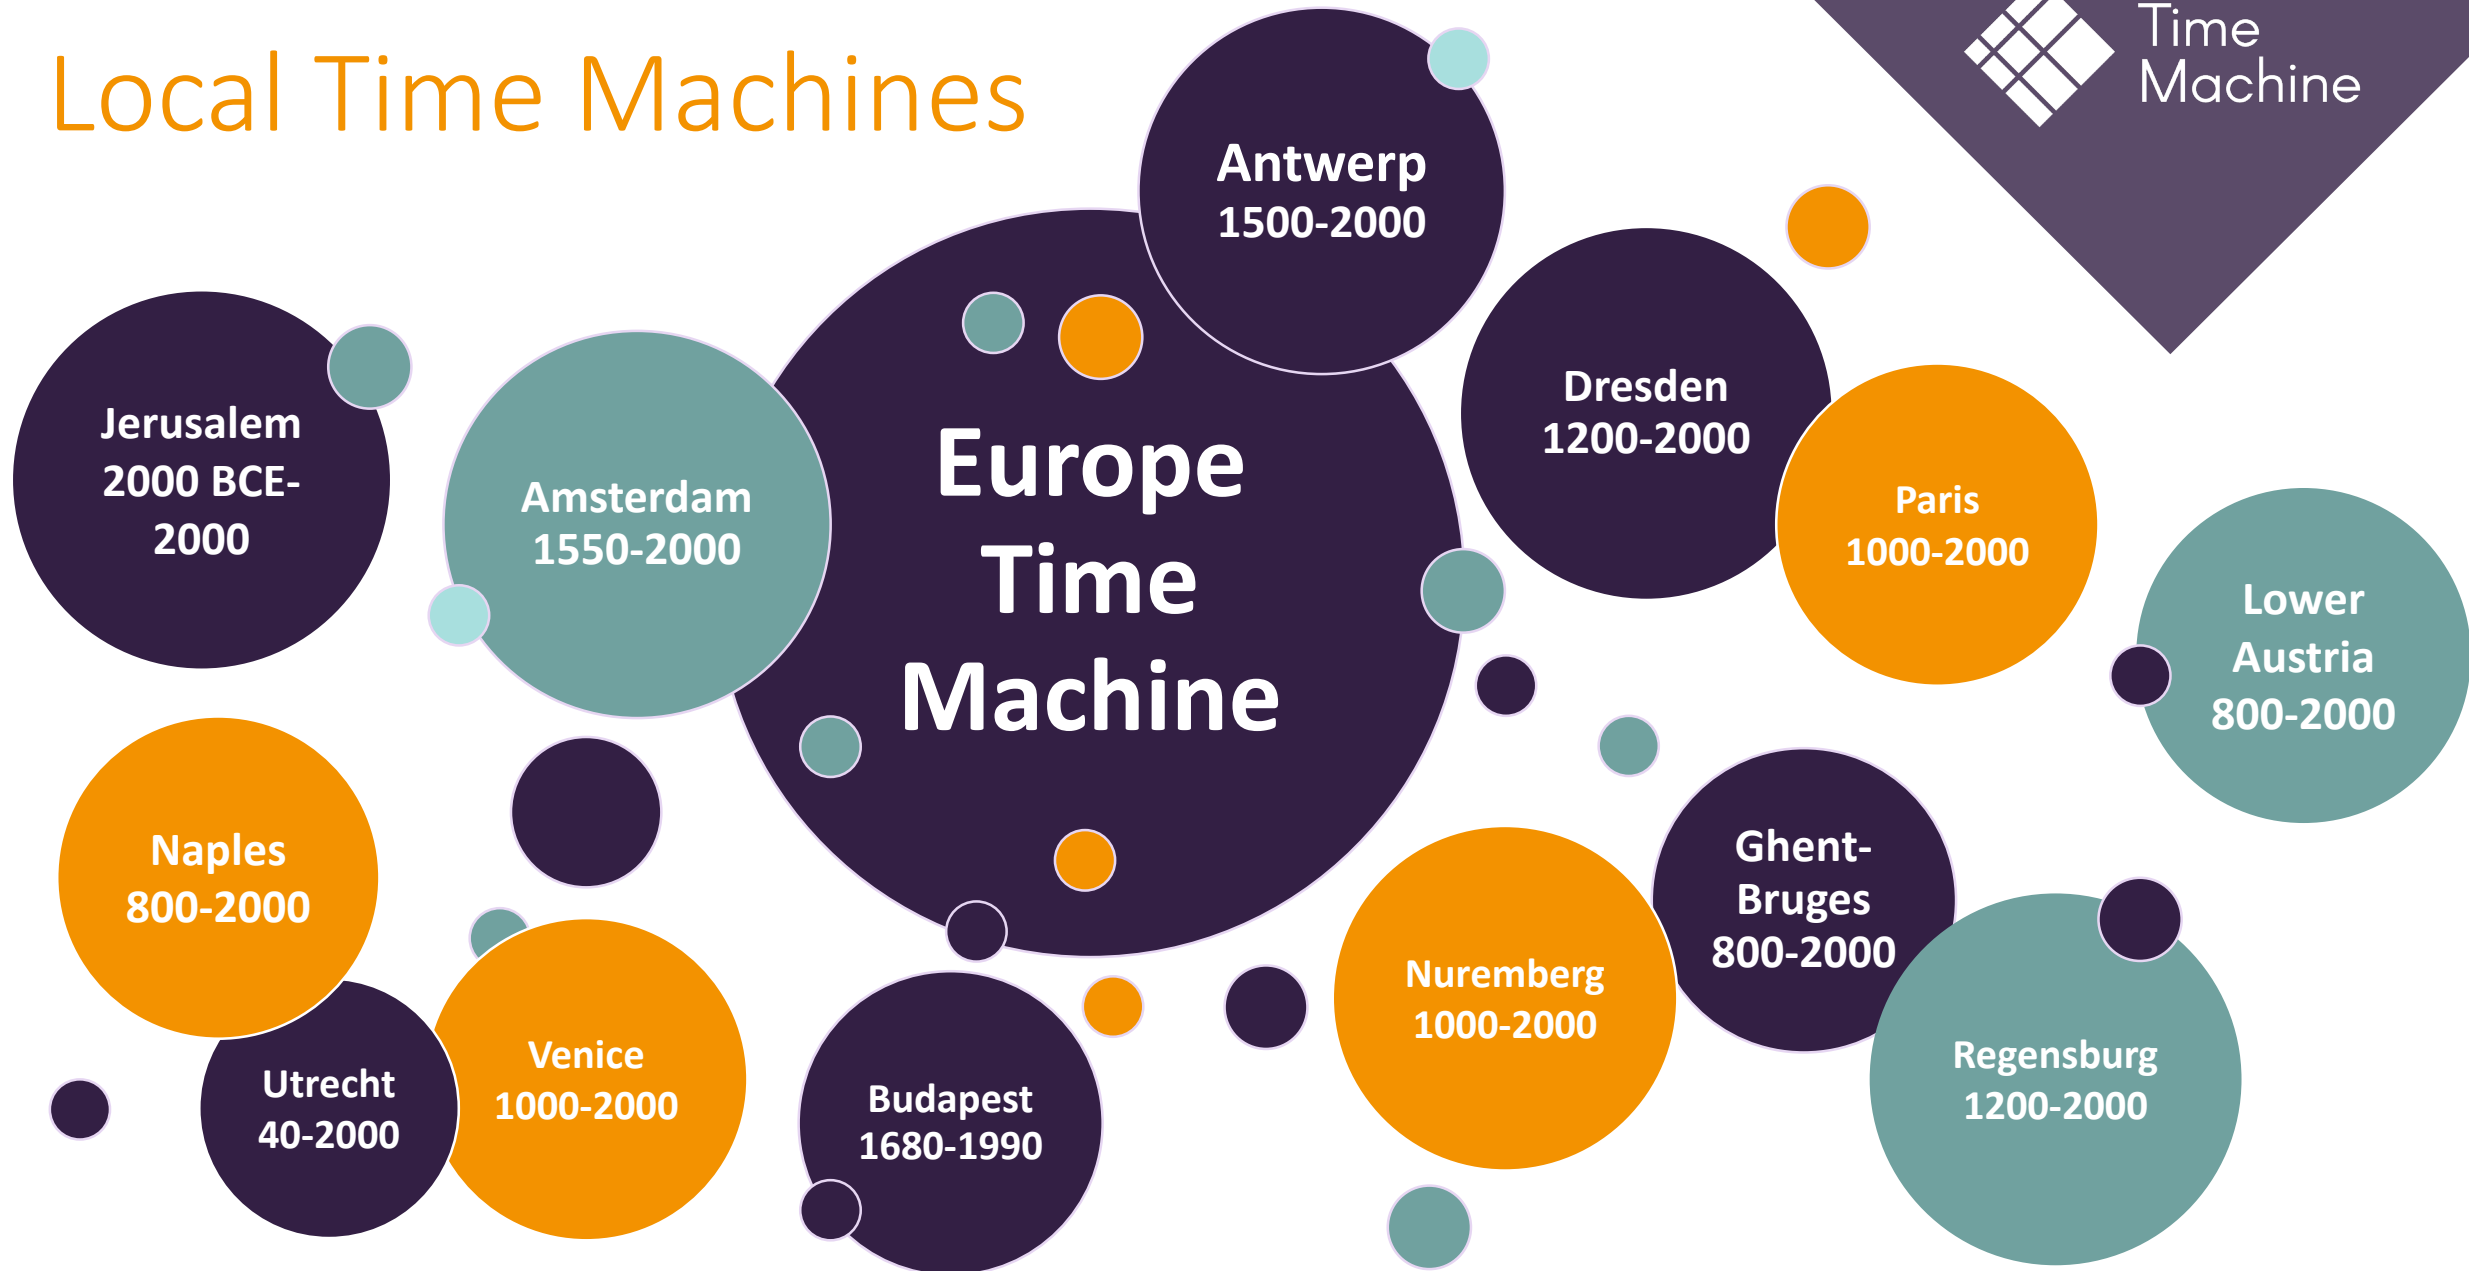 Local Time Machines
Time
Machine
Antwerp
1500-2000
Jerusalem
2000 BCE-
2000
Amsterdam
1550-2000
Europe
Time
Machine
Dresden
1200-2000
Paris
1000-2000
Lower
Austria
800-2000
Naples
800-2000
Utrecht
40-2000
Venice
1000-2000
Budapest
1680-1990
Nuremberg
1000-2000
Ghent-
Bruges
800-2000
Regensburg
1200-2000